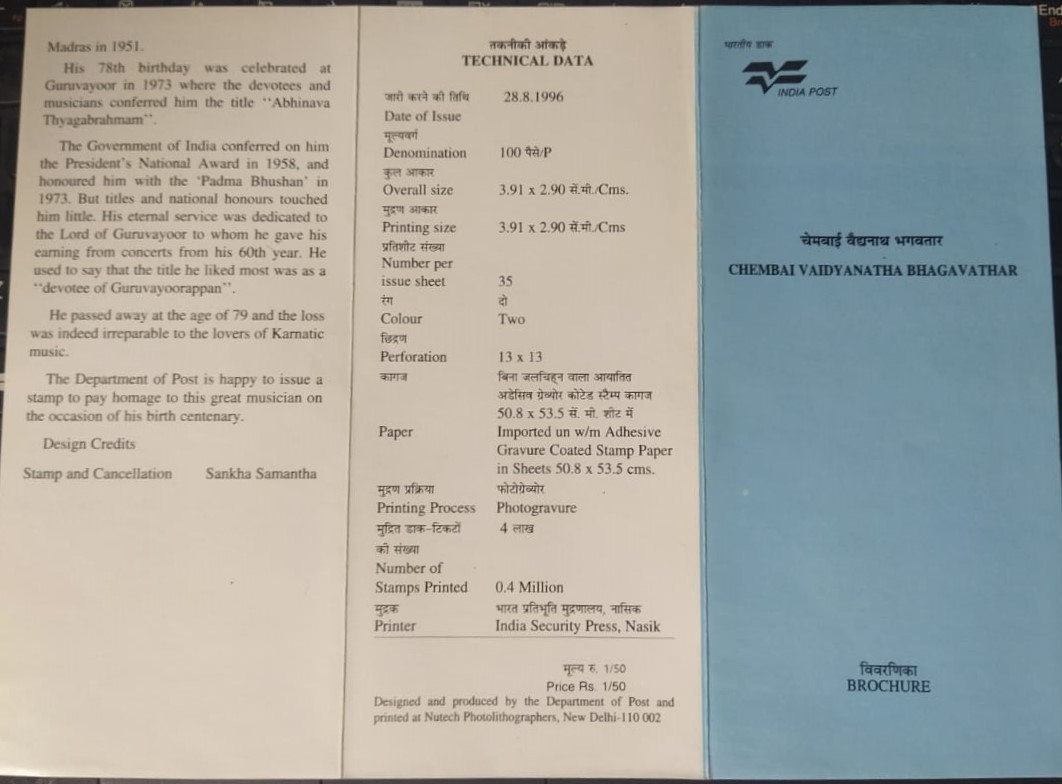 Madras in 1951.
His 78th birthday was celebrated at
Guruvayoor in 1973 where the devotees and
musicians conferred him the title "Abhinava
Thyagabrahmam".
The Government of India conferred on him
the President's National Award in 1958, and
honoured him with the 'Padma Bhushan' in
1973. But titles and national honours touched
him little. His eternal service was dedicated to
the Lord of Guruvayoor to whom he gave his
earning from concerts from his 60th year. He
used to say that the title he liked most was as a
"devotee of Guruvayoorappan".
He passed away at the age of 79 and the loss
was indeed irreparable to the lovers of Karnatic
music.
The Department of Post is happy to issue a
stamp to pay homage to this great musician on
the occasion of his birth centenary.
Design Credits
Stamp and Cancellation Sankha Samantha
तकनीकी आंकड़े
TECHNICAL DATA
जारी करने की तिथि 28.8.1996
Date of Issue
मूल्यवर्ग
Denomination 100 पैसे/P
कुल आकार
Overall size 3.91 x 2.90 सें.मी./Cms.
मुद्रण आकार
Printing size 3.91 x 2.90 सें.मी./Cms
प्रतिशीट संख्या
Number per
issue sheet 35
रंग दो
Colour Two
छिद्रण
Perforation 13 x 13
कागज बिना जलचिहन वाला आयातित
अडेसिव ग्रेव्योर कोटेड स्टैम्प कागज
50.8 x 53.5 सें. मी. शीट में
Paper Imported un w/m Adhesive
Gravure Coated Stamp Paper
in Sheets 50.8 x 53.5 cms.
मुद्रण प्रक्रिया फोटोग्रेव्योर
Printing Process Photogravure
मुद्रित डाक-टिकटों 4 लाख
की संख्या
Number of
Stamps Printed 0.4 Million
मुद्रक भारत प्रतिभूति मुद्रणालय, नासिक
Printer India Security Press, Nasik
मूल्य रु. 1/50
Price Rs. 1/50
Designed and produced by the Department of Post and
printed at Nutech Photolithographers, New Delhi-110 002
भारतीय डाक
INDIA POST
चेमबाई वैद्यनाथ भगवतार
CHEMBAI VAIDYANATHA BHAGAVATHAR
विवरणिका
BROCHURE
End